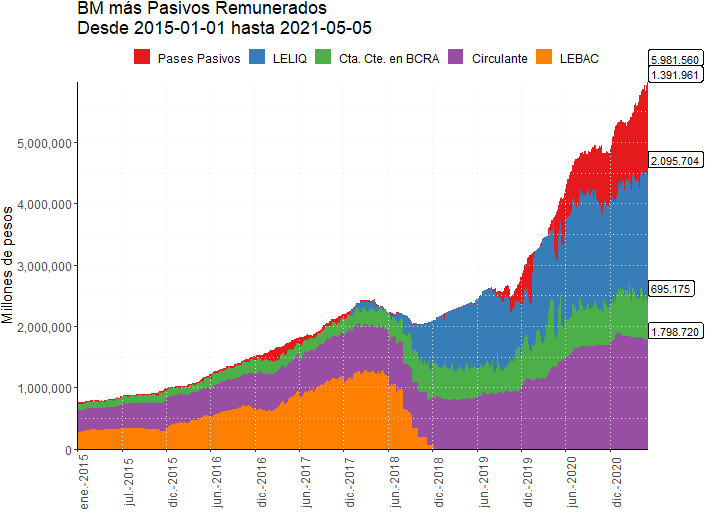 BM más Pasivos Remunerados
Desde 2015-01-01 hasta 2021-05-05
Pases Pasivos
LELIQ
Cta. Cte. en BCRA
Circulante
LEBAC
5.981.560
1.391.961
2.095.704
695.175
1.798.720
Millones de pesos
5,000,000
4,000,000
3,000,000
2,000,000
1,000,000
0
ene.-2015
jul.-2015
dic.-2015
jun.-2016
dic.-2016
jun.-2017
dic.-2017
jun.-2018
dic.-2018
jun.-2019
dic.-2019
jun.-2020
dic.-2020